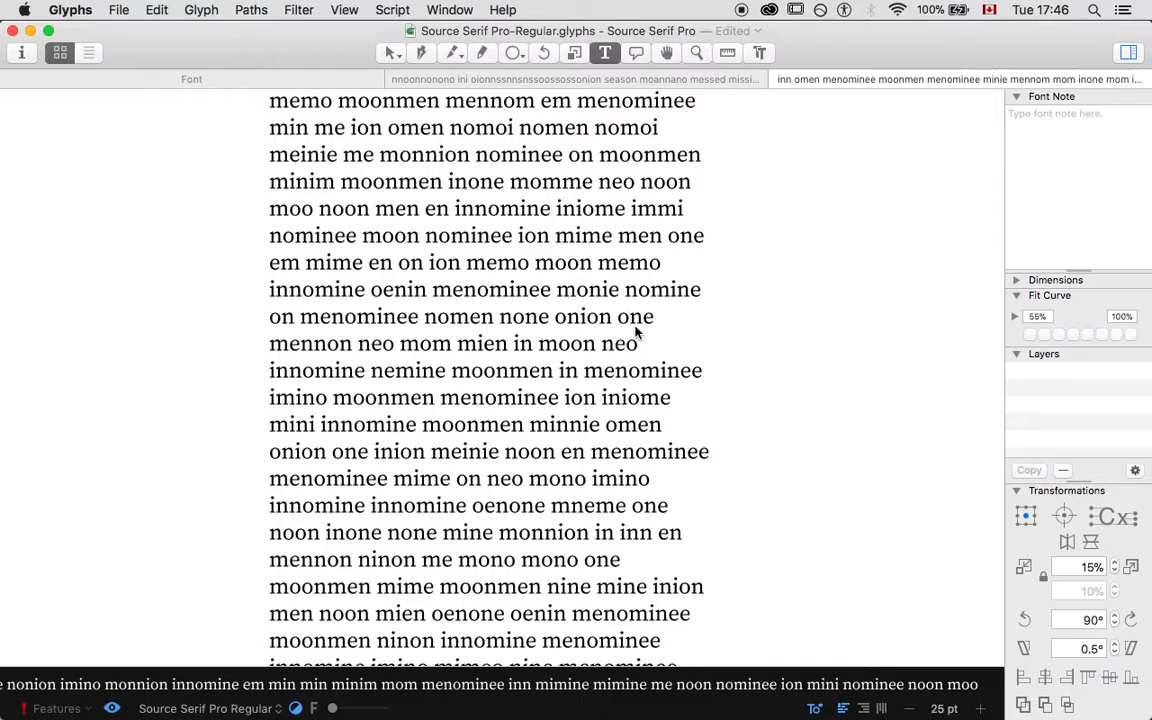 Glyphs File Edit Glyph Paths Filter View Script Window Help 100% Tue 17:46
Source Serif Pro-Regular.glyphs - Source Serif Pro — Edited
Font nnoonnonono ini oionnssnnsnssoossossonion season moannano messed missi... inn omen menominee moonmen menominee minie mennom mom inone mom i...
memo moonmen mennom em menominee
min me ion omen nomoi nomen nomoi
meinie me monnion nominee on moonmen
minim moonmen inone momme neo noon
moo noon men en innomine iniome immi
nominee moon nominee ion mime men one
em mime en on ion memo moon memo
innomine oenin menominee monie nomine
on menominee nomen none onion one
mennon neo mom mien in moon neo
innomine nemine moonmen in menominee
imino moonmen menominee ion iniome
mini innomine moonmen minnie omen
onion one inion meinie noon en menominee
menominee mime on neo mono imino
innomine innomine oenone mneme one
noon inone none mine monnion in inn en
mennon ninon me mono mono one
moonmen mime moonmen nine mine inion
men noon mien oenone oenin menominee
moonmen ninon innomine menominee
e nonion imino monnion innomine em min min minim mom menominee inn mimine mimine me noon nominee ion mini nominee noon moo
Features Source Serif Pro Regular F 25 pt
Font Note
Type font note here.
Dimensions
Fit Curve
55% 100%
Layers
Copy
Transformations
Cx
15%
10%
90°
0.5°